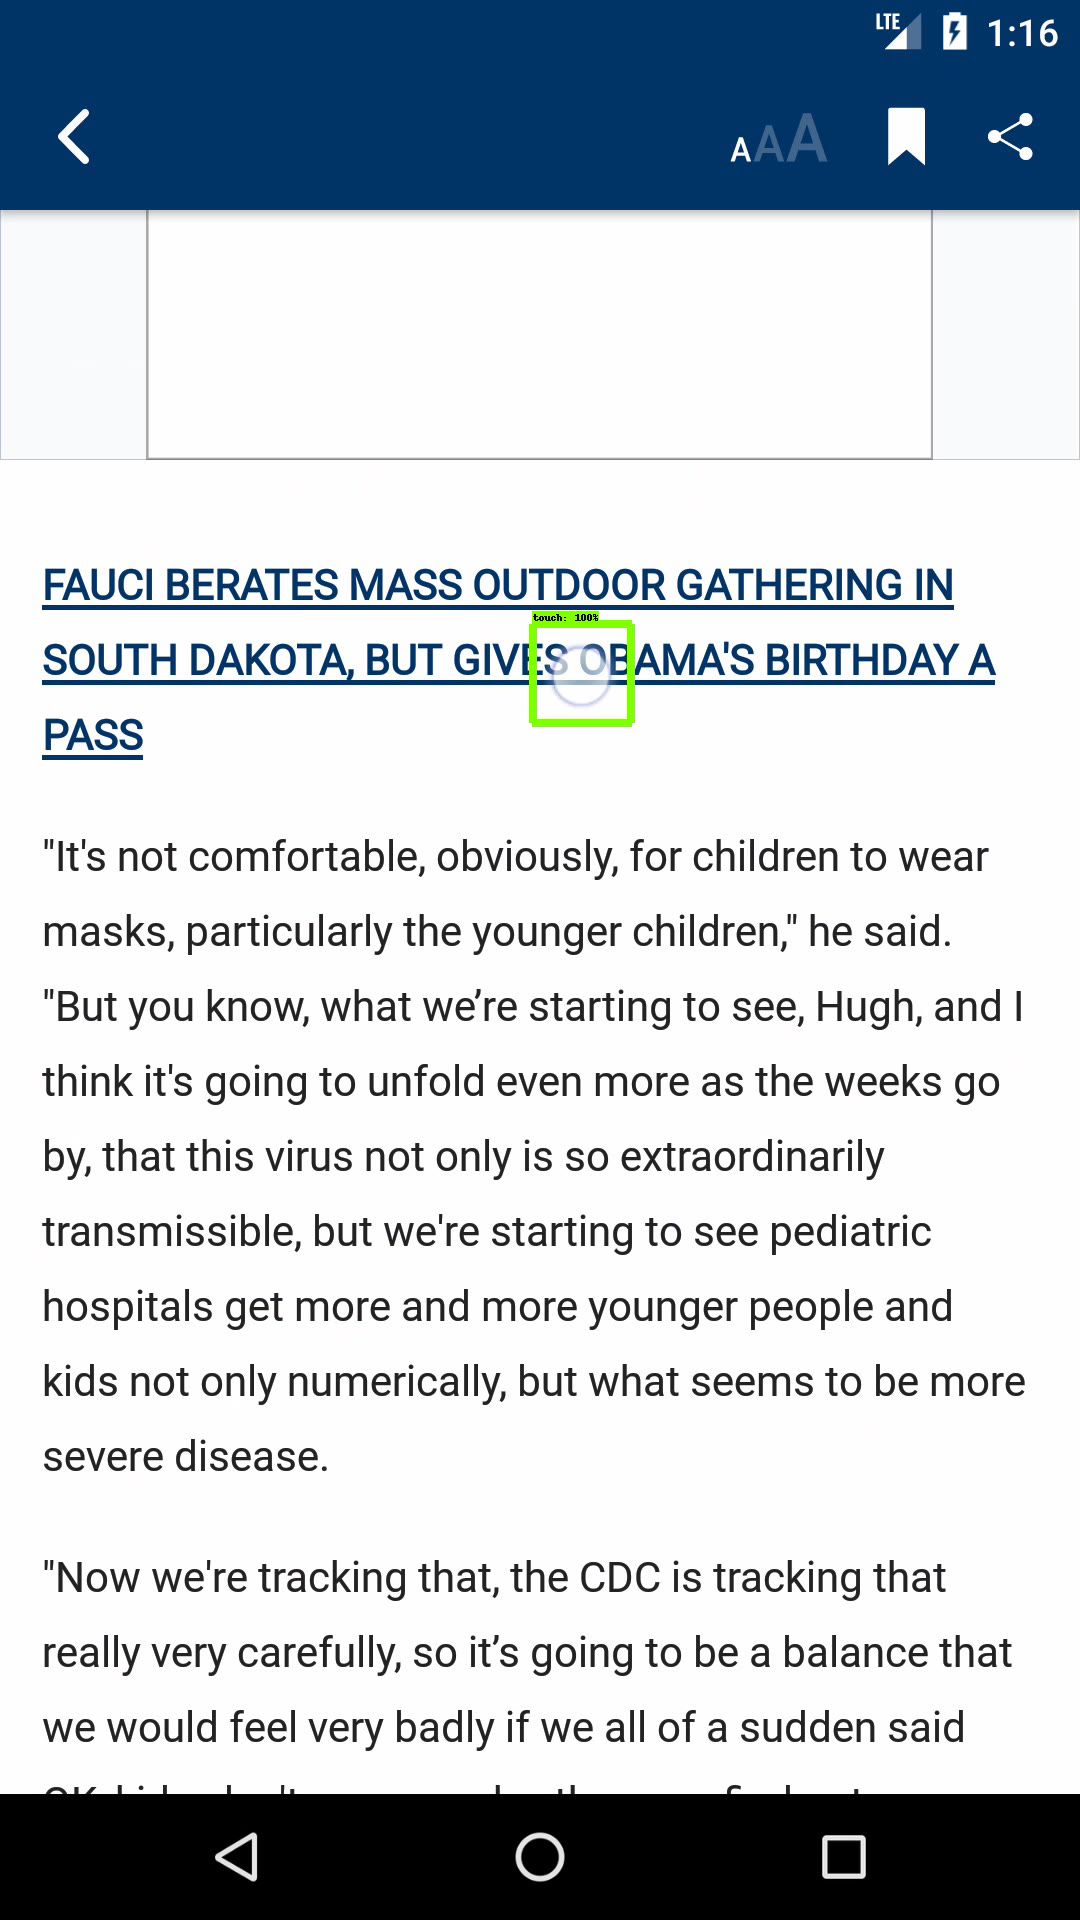 LTE 1:16
AAA
FAUCI BERATES MASS OUTDOOR GATHERING IN
touch: 100%
SOUTH DAKOTA, BUT GIVES OBAMA'S BIRTHDAY A
PASS
"It's not comfortable, obviously, for children to wear
masks, particularly the younger children," he said.
"But you know, what we’re starting to see, Hugh, and I
think it's going to unfold even more as the weeks go
by, that this virus not only is so extraordinarily
transmissible, but we're starting to see pediatric
hospitals get more and more younger people and
kids not only numerically, but what seems to be more
severe disease.
"Now we're tracking that, the CDC is tracking that
really very carefully, so it’s going to be a balance that
we would feel very badly if we all of a sudden said